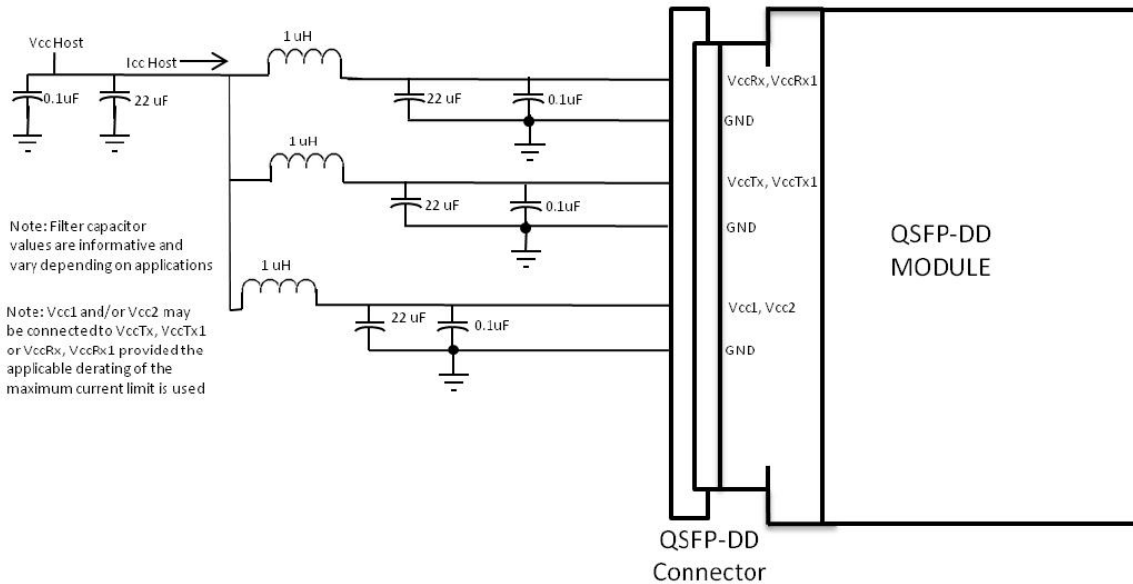 Vcc Host
Icc Host
1 uH
0.1uF
22 uF
22 uF
0.1uF
VccRx, VccRx1
GND
1 uH
22 uF
0.1uF
VccTx, VccTx1
GND
Note: Filter capacitor
values are informative and
vary depending on applications
1 uH
22 uF
0.1uF
Vcc1, Vcc2
GND
Note: Vcc1 and/or Vcc2 may
be connected to VccTx, VccTx1
or VccRx, VccRx1 provided the
applicable derating of the
maximum current limit is used
QSFP-DD
MODULE
QSFP-DD
Connector